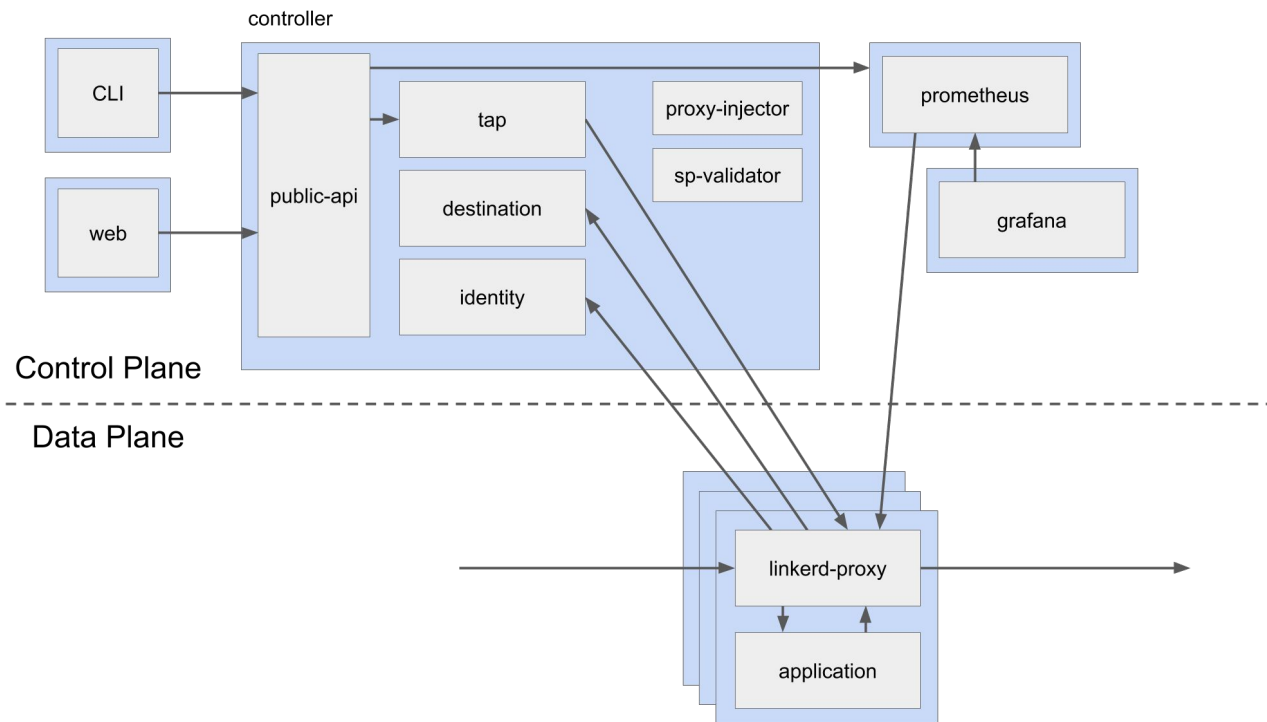 controller
CLI
web
public-api
tap
destination
identity
proxy-injector
sp-validator
prometheus
grafana
Control Plane
Data Plane
linkerd-proxy
application